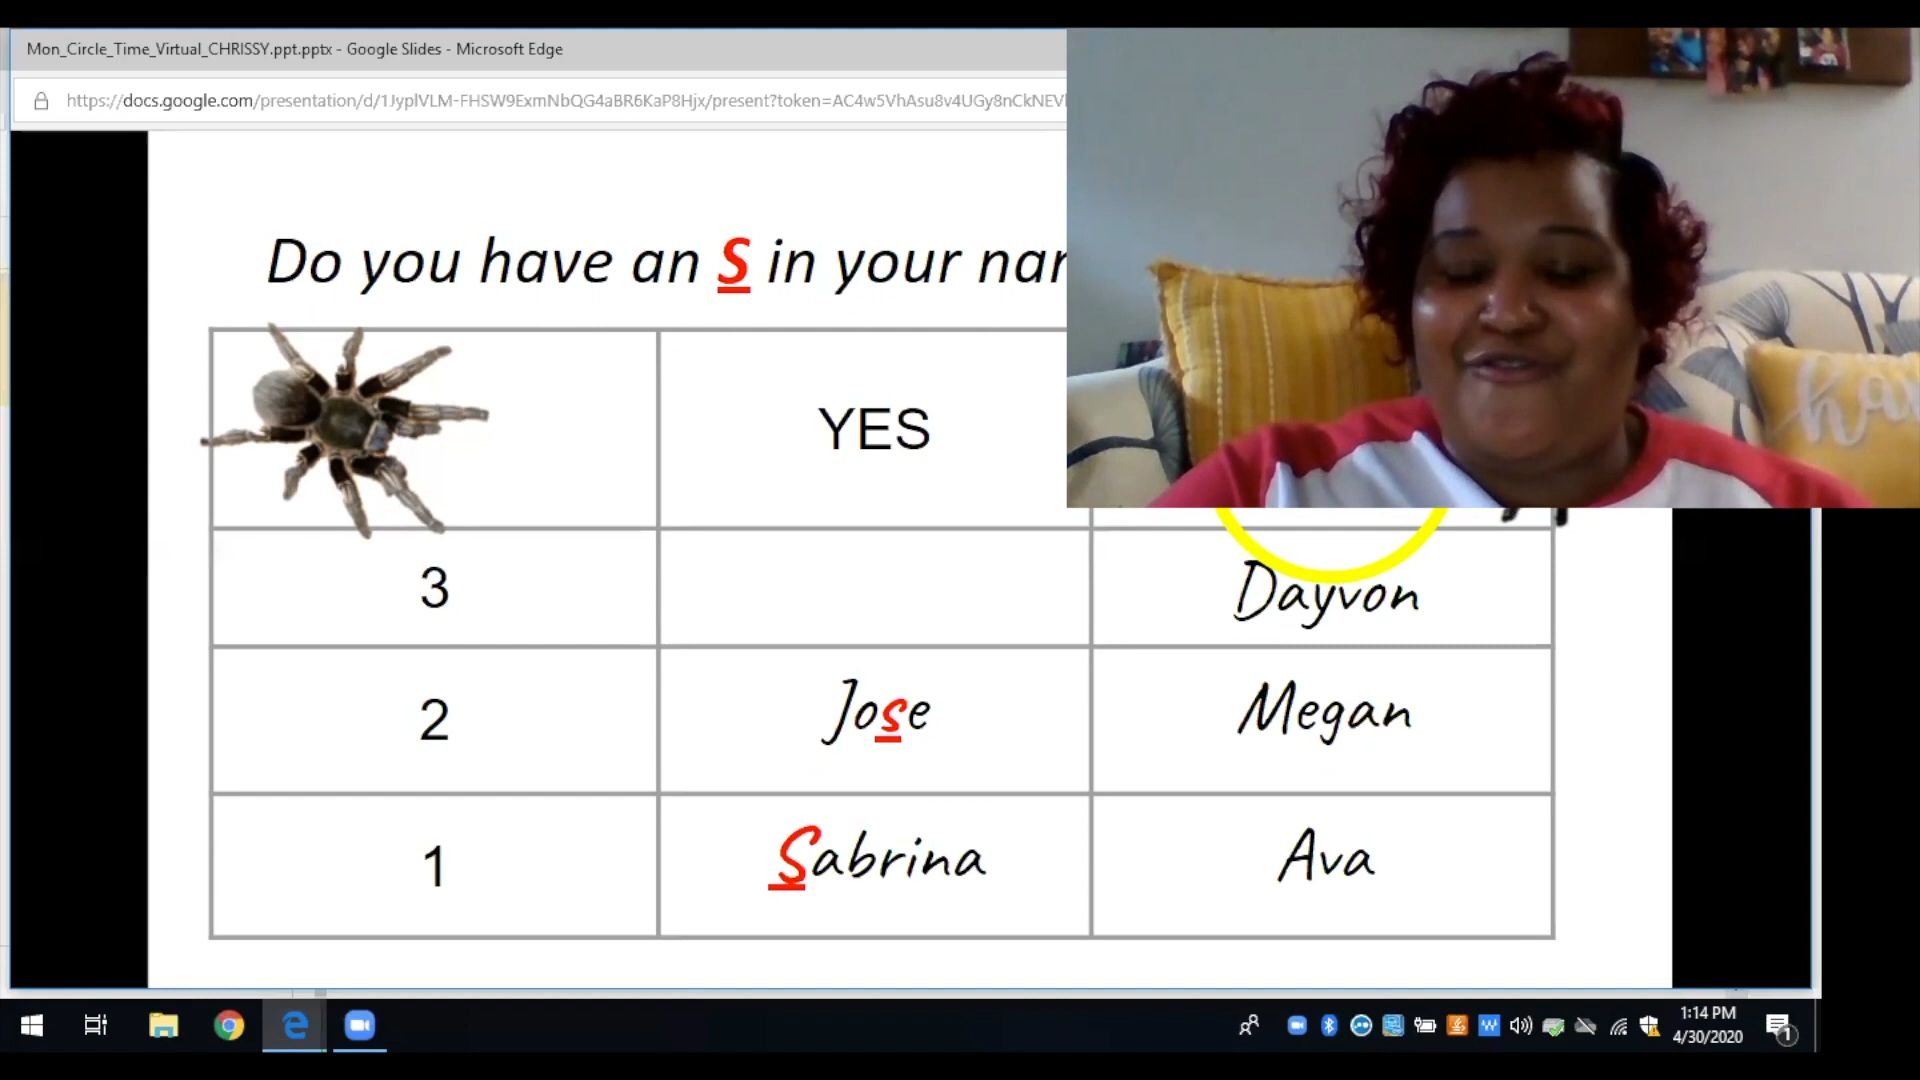 Mon_Circle_Time_Virtual_CHRISSY.ppt.pptx - Google Slides - Microsoft Edge
https://docs.google.com/presentation/d/1JyplVLM-FHSW9ExmNbQG4aBR6KaP8Hjx/present?token=AC4w5VhAsu8v4UGy8nCkNEV
Do you have an S in your
YES
3
Dayvon
2
Jose
Megan
1
Sabrina
Ava
1:14 PM
4/30/2020
1